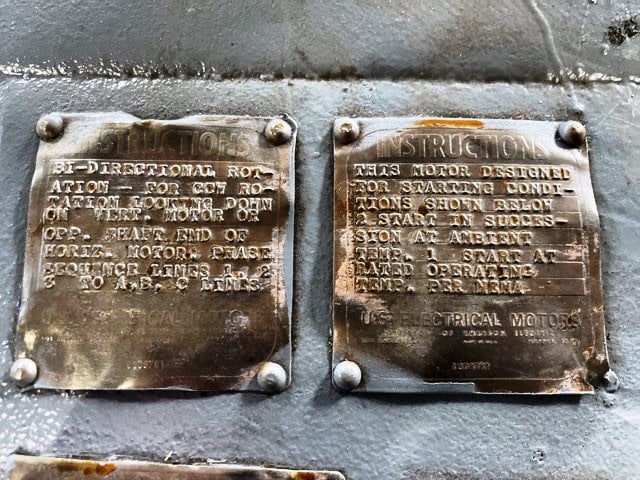 INSTRUCTIONS
BI-DIRECTIONAL ROT-
ATION - FOR CCW RO-
TATION LOOKING DOWN
ON VERT. MOTOR OR
OPP. SHAFT END OF
HORIZ. MOTOR, PHASE
SEQUENCE LINES 1, 2
3 TO A, B, C LINES
INSTRUCTIONS
THIS MOTOR DESIGNED
FOR STARTING CONDI-
TIONS SHOWN BELOW
2 START IN SUCCES-
SION AT AMBIENT
TEMP. 1 START AT
RATED OPERATING
TEMP. PER NEMA
U.S. ELECTRICAL MOTORS